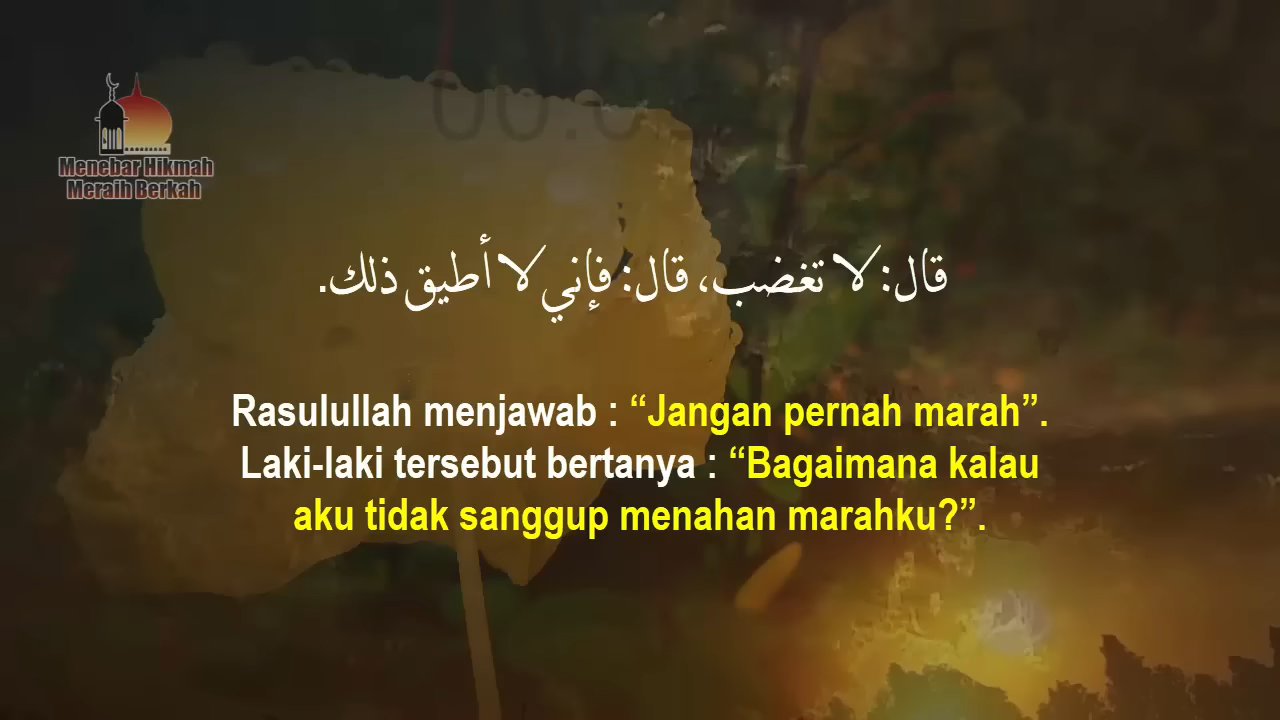 Menebar Hikmah
Meraih Berkah
قال: لا تغضب، قال: فإني لا أطيق ذلك.
Rasulullah menjawab : “Jangan pernah marah”.
Laki-laki tersebut bertanya : “Bagaimana kalau
aku tidak sanggup menahan marahku?”.